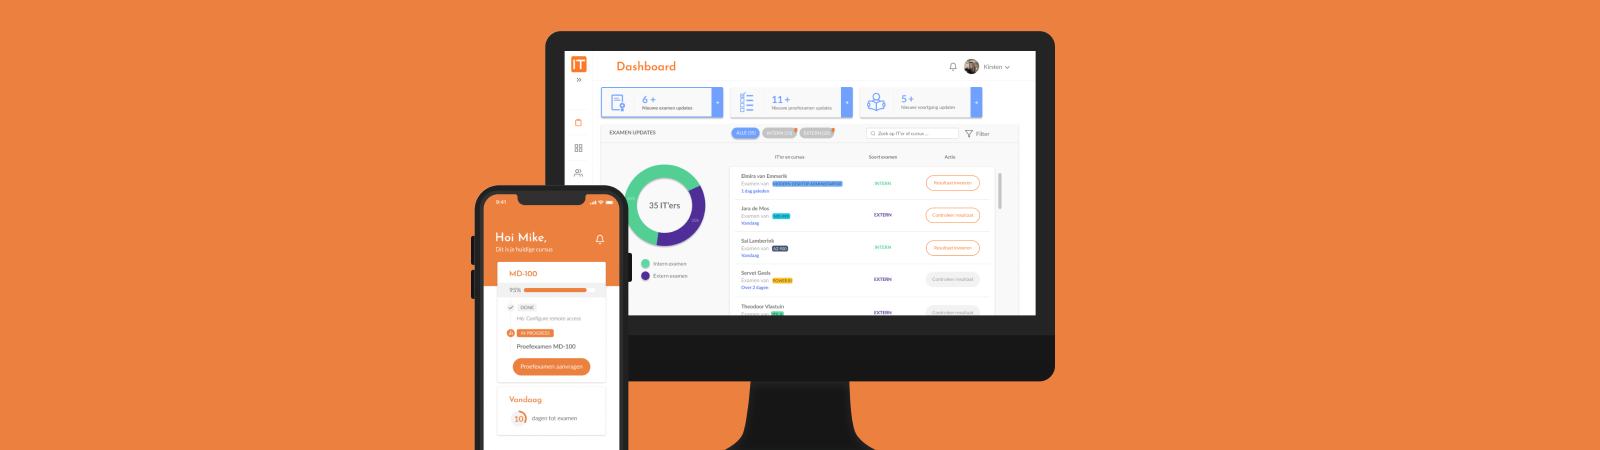 IT
Dashboard
Kirsten
6 +
Nieuwe examen updates
11 +
Nieuwe proefexamen updates
5 +
Nieuwe voortgang updates
EXAMEN UPDATES
ALLE (35)
INTERN
EXTERN
Zoek op IT'er of cursus...
Filter
35 IT'ers
Intern examen
Extern examen
IT'er en cursus
Soort examen
Actie
Elmira van Emmerik
Examen van MODERN DESKTOP ADMINISTRATOR
1 dag geleden
INTERN
Resultaat invoeren
Jara de Mos
Examen van
Vandaag
EXTERN
Controleer resultaat
Sal Lamberink
Examen van AZ-900
Vandaag
INTERN
Resultaat invoeren
Servet Geels
Examen van POWER BI
Over 2 dagen
EXTERN
Controleer resultaat
Theodoor Vlastuin
Examen van
EXTERN
Controleer resultaat
9:41
Hoi Mike,
Dit is je huidige cursus
MD-100
95%
DONE
H6: Configure remote access
IN PROGRESS
Proefexamen MD-100
Proefexamen aanvragen
Vandaag
10 dagen tot examen